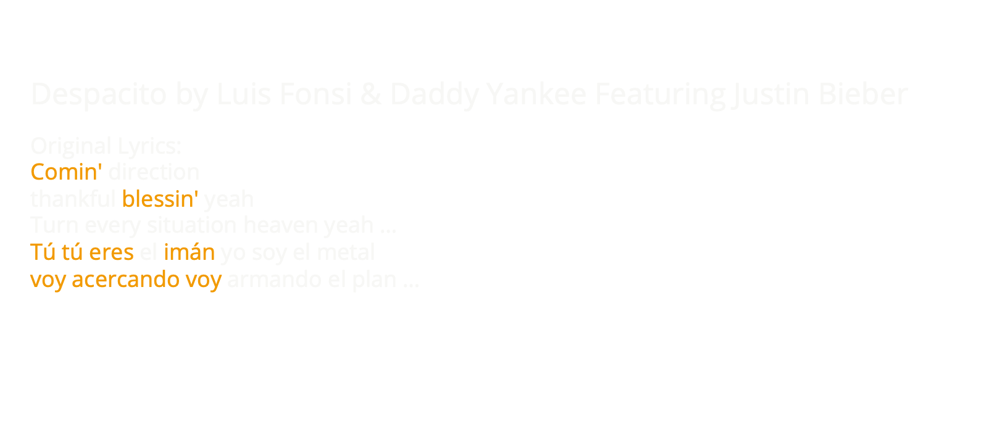 Despacito by Luis Fonsi & Daddy Yankee Featuring Justin Bieber
Original Lyrics:
Comin' direction
thankful blessin' yeah
Turn every situation heaven yeah ...
Tú tú eres el imán yo soy el metal
voy acercando voy armando el plan ...